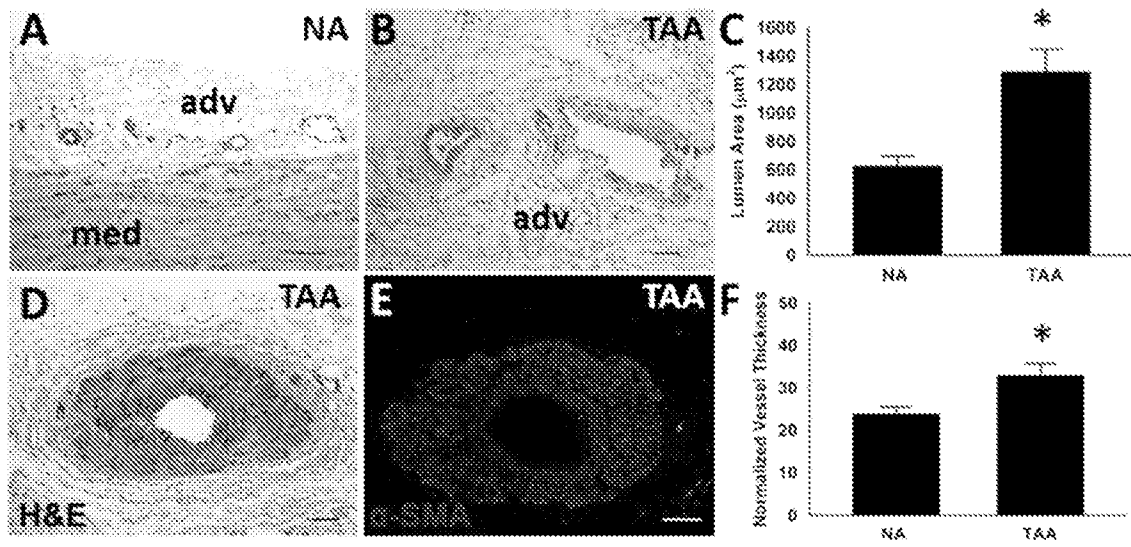 A NA
adv
med
B TAA
adv
C
Lumen Area (μm²)
1600
1400
1200
1000
800
600
400
200
0
*
NA TAA
D TAA
H&E
E TAA
α-SMA
F
Normalized Vessel Thickness
50
40
30
20
10
0
*
NA TAA